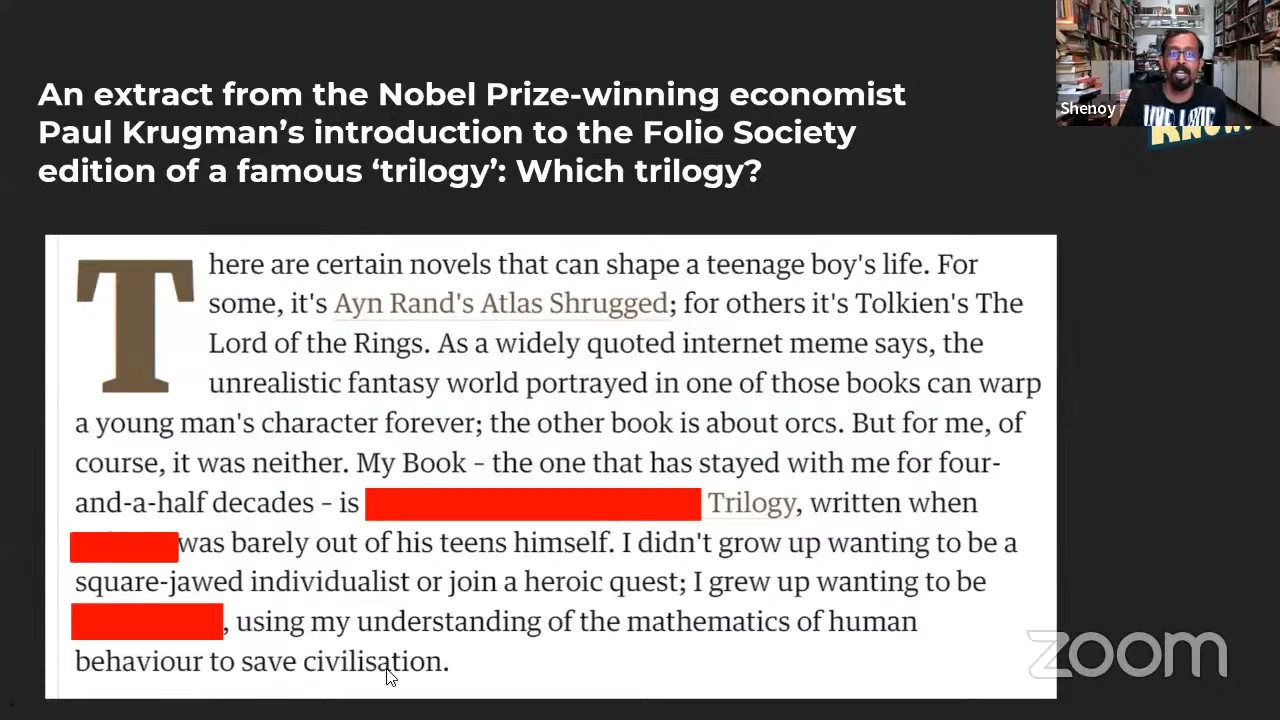 An extract from the Nobel Prize-winning economist
Paul Krugman’s introduction to the Folio Society
edition of a famous ‘trilogy’: Which trilogy?
Shenoy
There are certain novels that can shape a teenage boy's life. For
some, it's Ayn Rand's Atlas Shrugged; for others it's Tolkien's The
Lord of the Rings. As a widely quoted internet meme says, the
unrealistic fantasy world portrayed in one of those books can warp
a young man's character forever; the other book is about orcs. But for me, of
course, it was neither. My Book – the one that has stayed with me for four-
and-a-half decades – is Trilogy, written when
was barely out of his teens himself. I didn't grow up wanting to be a
square-jawed individualist or join a heroic quest; I grew up wanting to be
, using my understanding of the mathematics of human
behaviour to save civilisation.
zoom